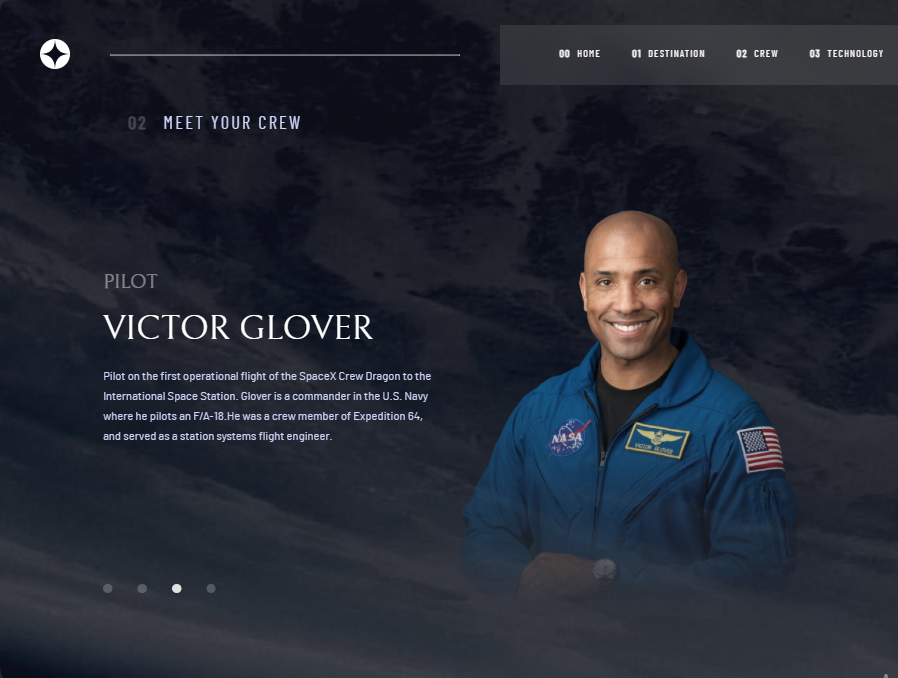 00 HOME 01 DESTINATION 02 CREW 03 TECHNOLOGY
02 MEET YOUR CREW
PILOT
VICTOR GLOVER
Pilot on the first operational flight of the SpaceX Crew Dragon to the
International Space Station. Glover is a commander in the U.S. Navy
where he pilots an F/A-18.He was a crew member of Expedition 64,
and served as a station systems flight engineer.
NASA
VICTOR GLOVER